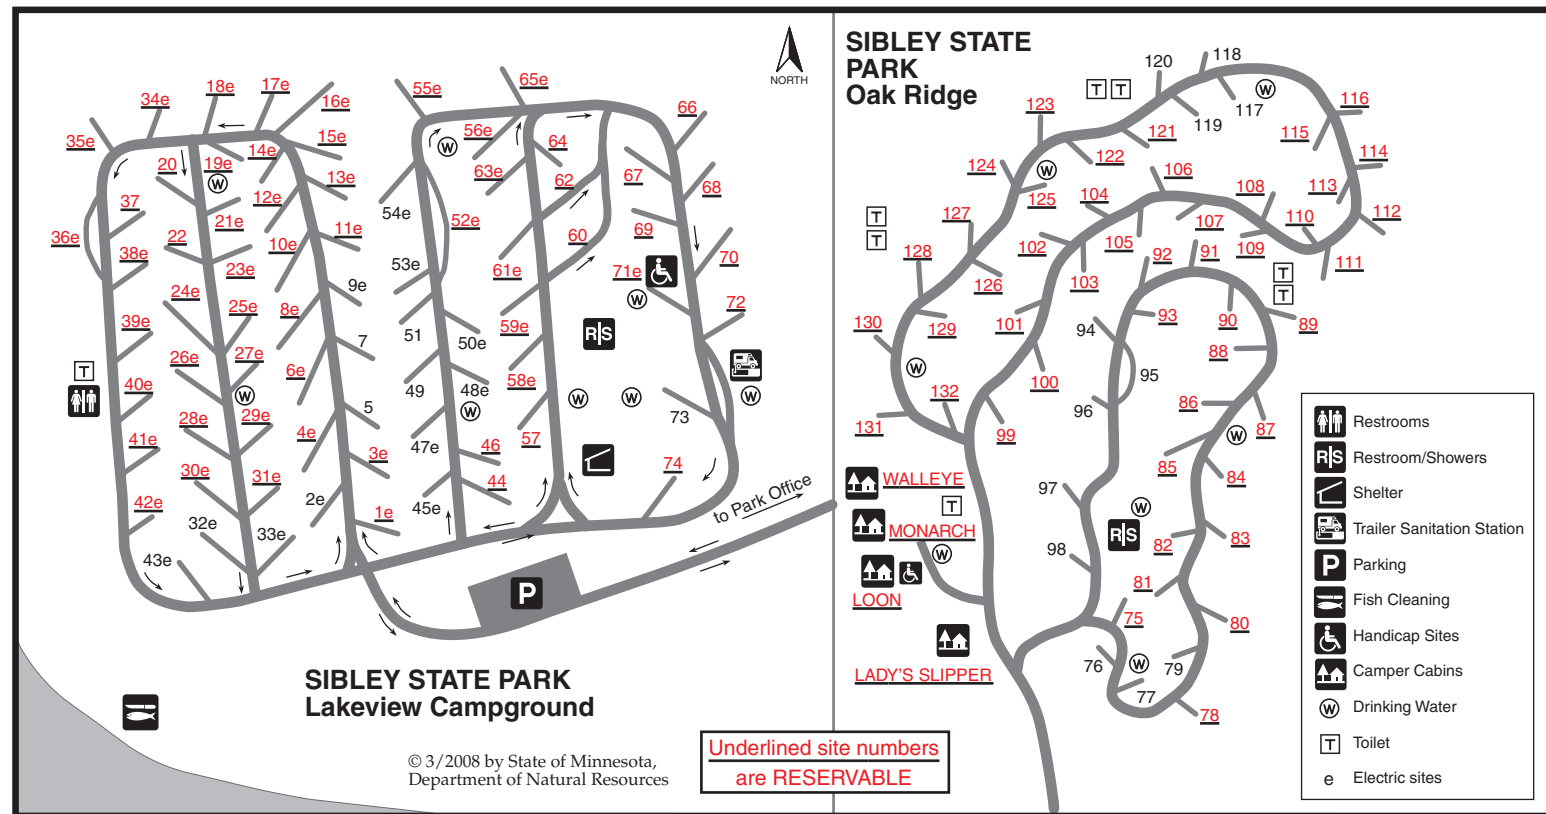 SIBLEY STATE
PARK
Oak Ridge
NORTH
34e
18e
17e
16e
35e
15e
20
19e
14e
W
13e
37
12e
21e
11e
36e
22
10e
38e
23e
9e
24e
25e
8e
39e
7
26e
27e
6e
T
40e
W
28e
29e
5
4e
41e
3e
30e
31e
42e
2e
1e
32e
33e
43e
55e
65e
66
56e
W
64
63e
62
67
68
54e
52e
69
60
53e
61e
71e
70
W
72
51
59e
50e
R|S
49
48e
58e
W
W
W
W
73
47e
46
57
44
74
45e
to Park Office
P
SIBLEY STATE PARK
Lakeview Campground
© 3/2008 by State of Minnesota,
Department of Natural Resources
Underlined site numbers
are RESERVABLE
120
118
T
T
W
117
116
123
119
121
115
124
W
122
114
125
106
104
108
113
T
T
127
107
110
112
102
105
109
128
92
91
111
126
103
T
T
130
129
101
93
90
89
94
88
W
100
95
132
96
86
131
99
87
W
85
84
WALLEYE
T
97
W
MONARCH
R|S
W
98
82
83
LOON
81
75
80
LADY'S SLIPPER
76
W
79
77
78
Restrooms
R|S
Restroom/Showers
Shelter
Trailer Sanitation Station
P
Parking
Fish Cleaning
Handicap Sites
Camper Cabins
W
Drinking Water
T
Toilet
e
Electric sites